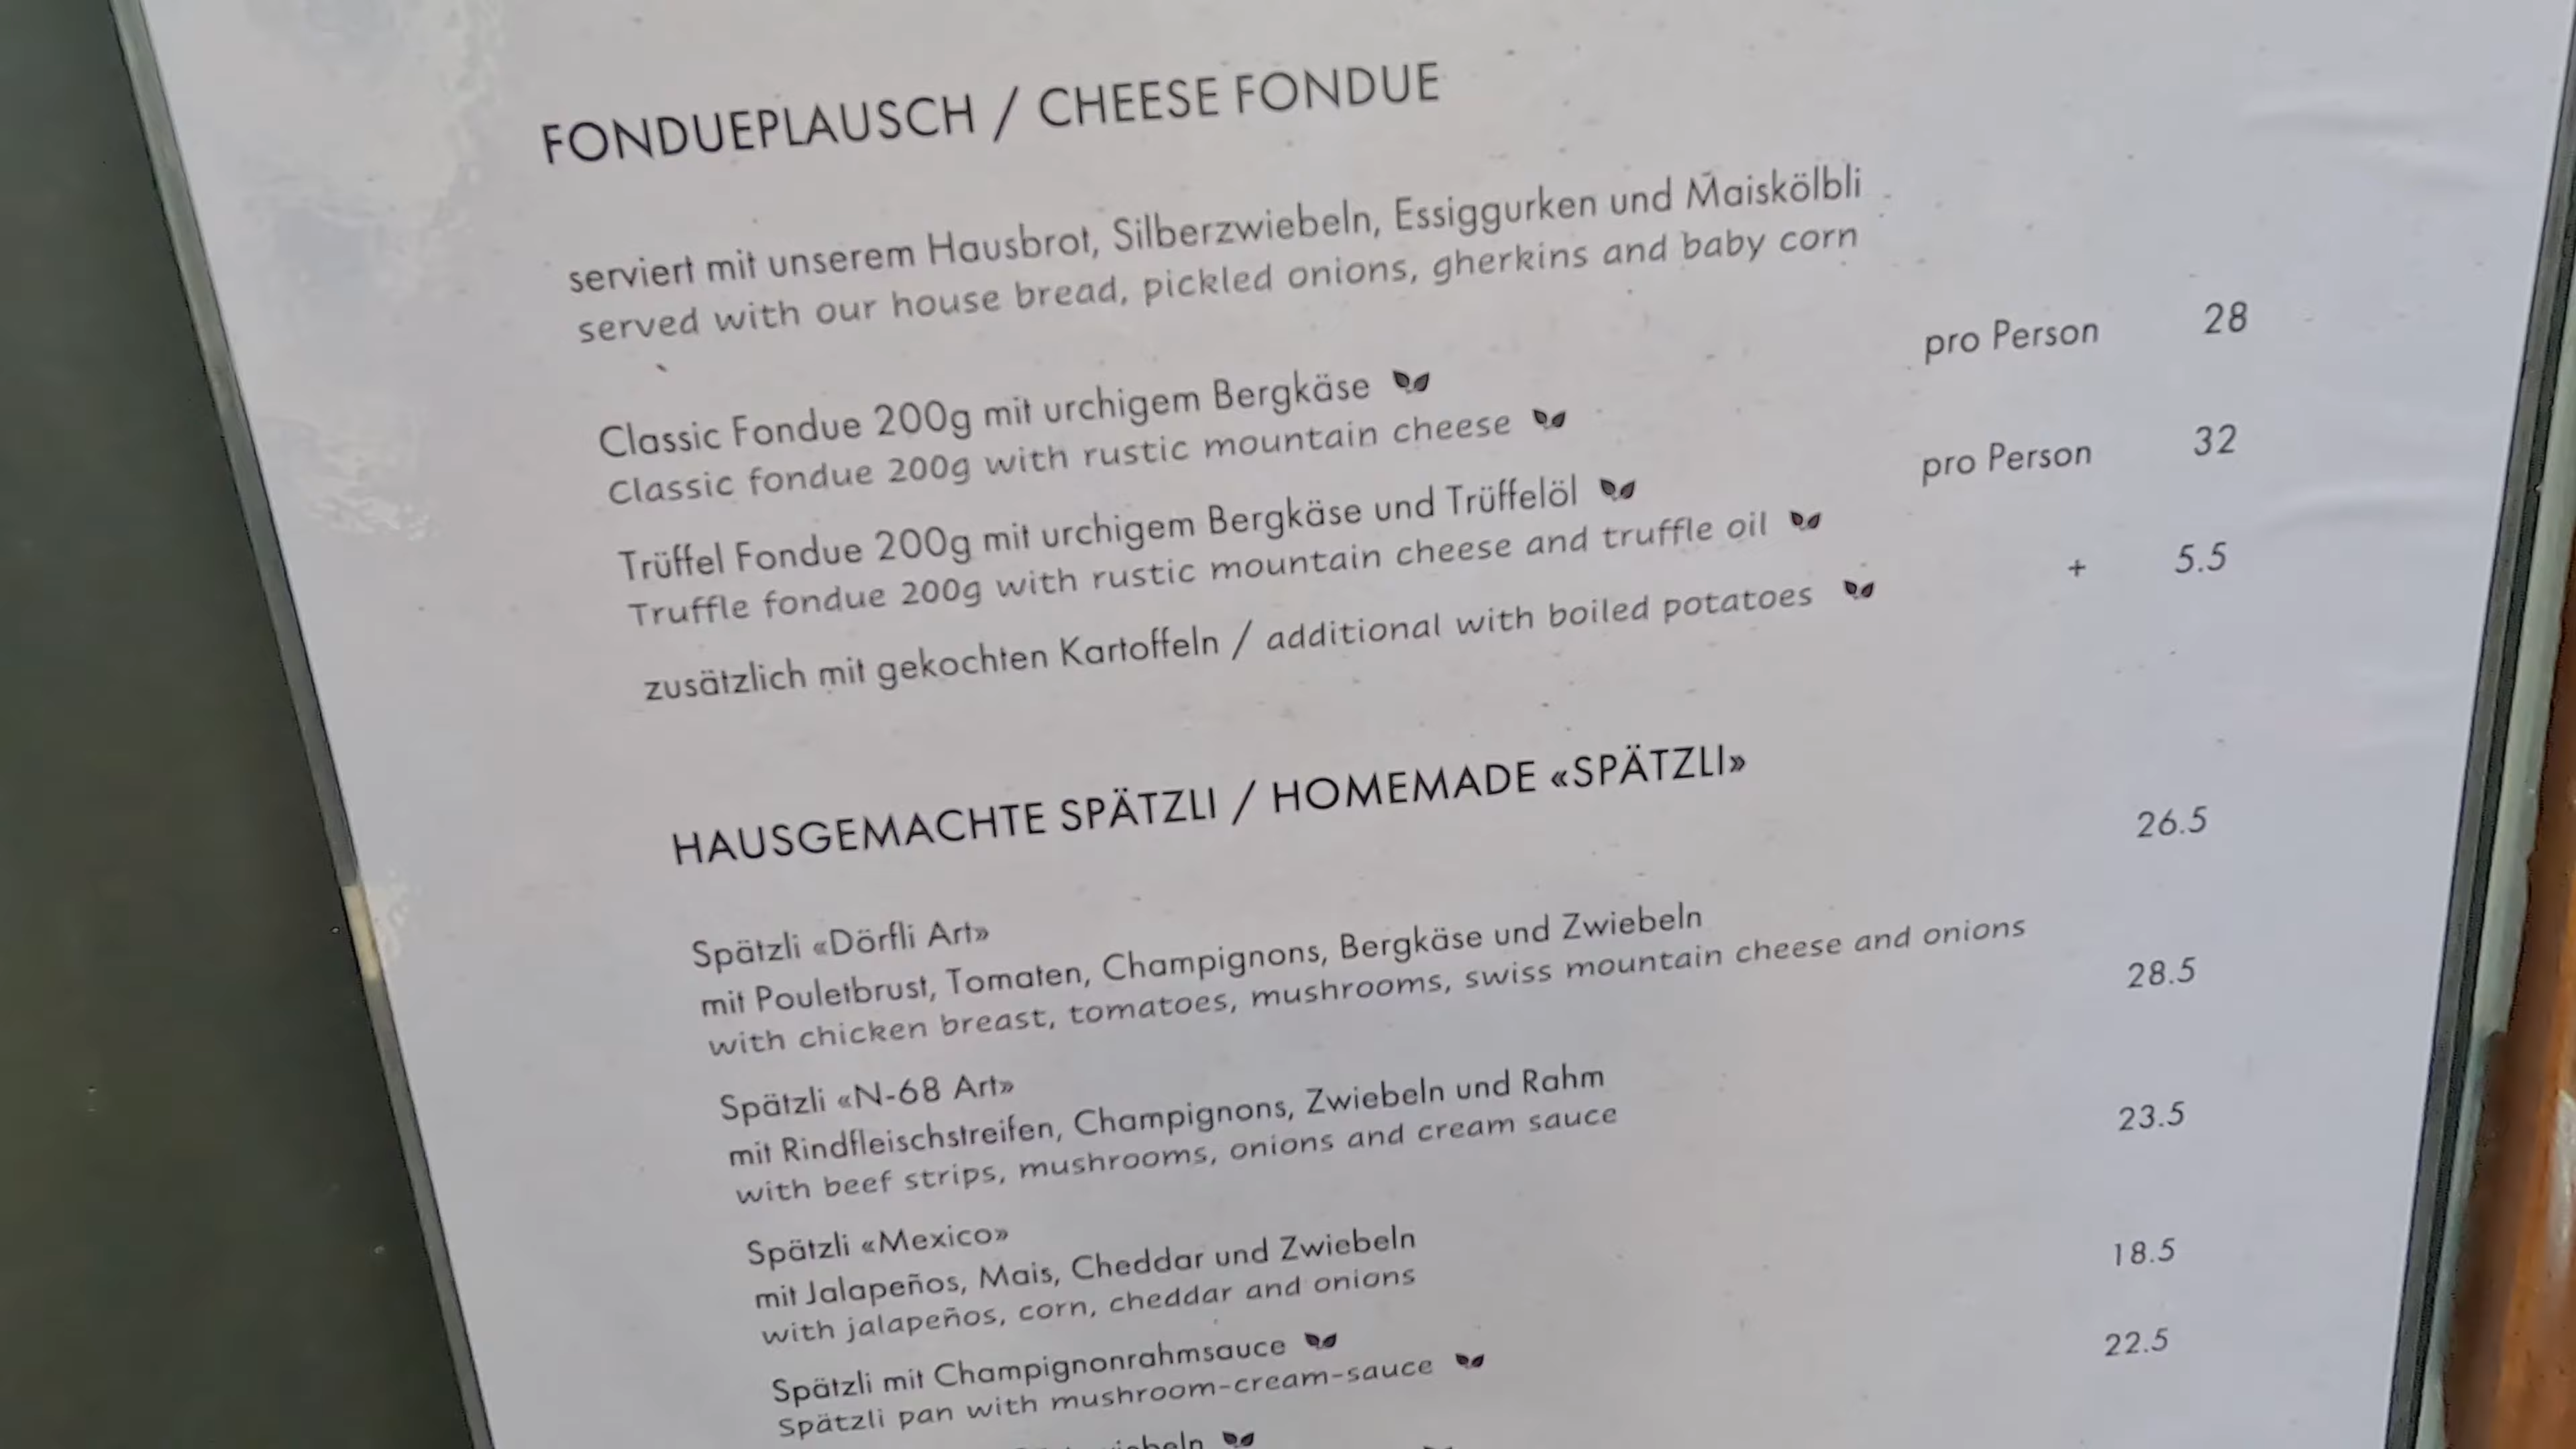 FONDUEPLAUSCH / CHEESE FONDUE
serviert mit unserem Hausbrot, Silberzwiebeln, Essiggurken und Maiskölbli
served with our house bread, pickled onions, gherkins and baby corn
Classic Fondue 200g mit urchigem Bergkäse pro Person 28
Classic fondue 200g with rustic mountain cheese
Trüffel Fondue 200g mit urchigem Bergkäse und Trüffelöl pro Person 32
Truffle fondue 200g with rustic mountain cheese and truffle oil
zusätzlich mit gekochten Kartoffeln / additional with boiled potatoes + 5.5
HAUSGEMACHTE SPÄTZLI / HOMEMADE «SPÄTZLI»
Spätzli «Dörfli Art» 26.5
mit Pouletbrust, Tomaten, Champignons, Bergkäse und Zwiebeln
with chicken breast, tomatoes, mushrooms, swiss mountain cheese and onions
Spätzli «N-68 Art» 28.5
mit Rindfleischstreifen, Champignons, Zwiebeln und Rahm
with beef strips, mushrooms, onions and cream sauce
Spätzli «Mexico» 23.5
mit Jalapeños, Mais, Cheddar und Zwiebeln
with jalapeños, corn, cheddar and onions
Spätzli mit Champignonrahmsauce 18.5
Spätzli pan with mushroom-cream-sauce
22.5